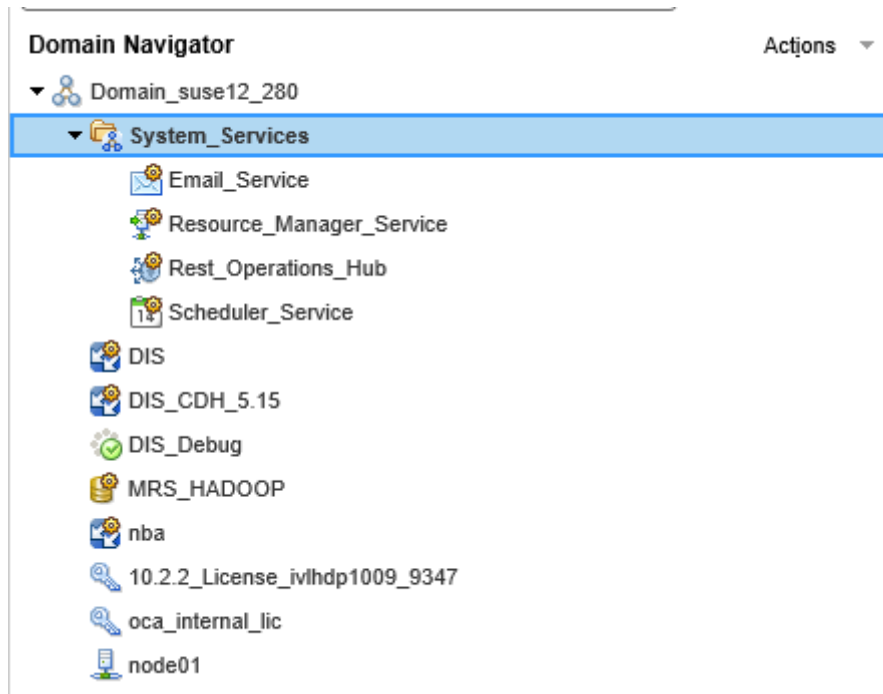 Domain Navigator Actions
Domain_suse12_280
System_Services
Email_Service
Resource_Manager_Service
Rest_Operations_Hub
14 Scheduler_Service
DIS
DIS_CDH_5.15
DIS_Debug
MRS_HADOOP
nba
10.2.2_License_ivlhdp1009_9347
oca_internal_lic
node01